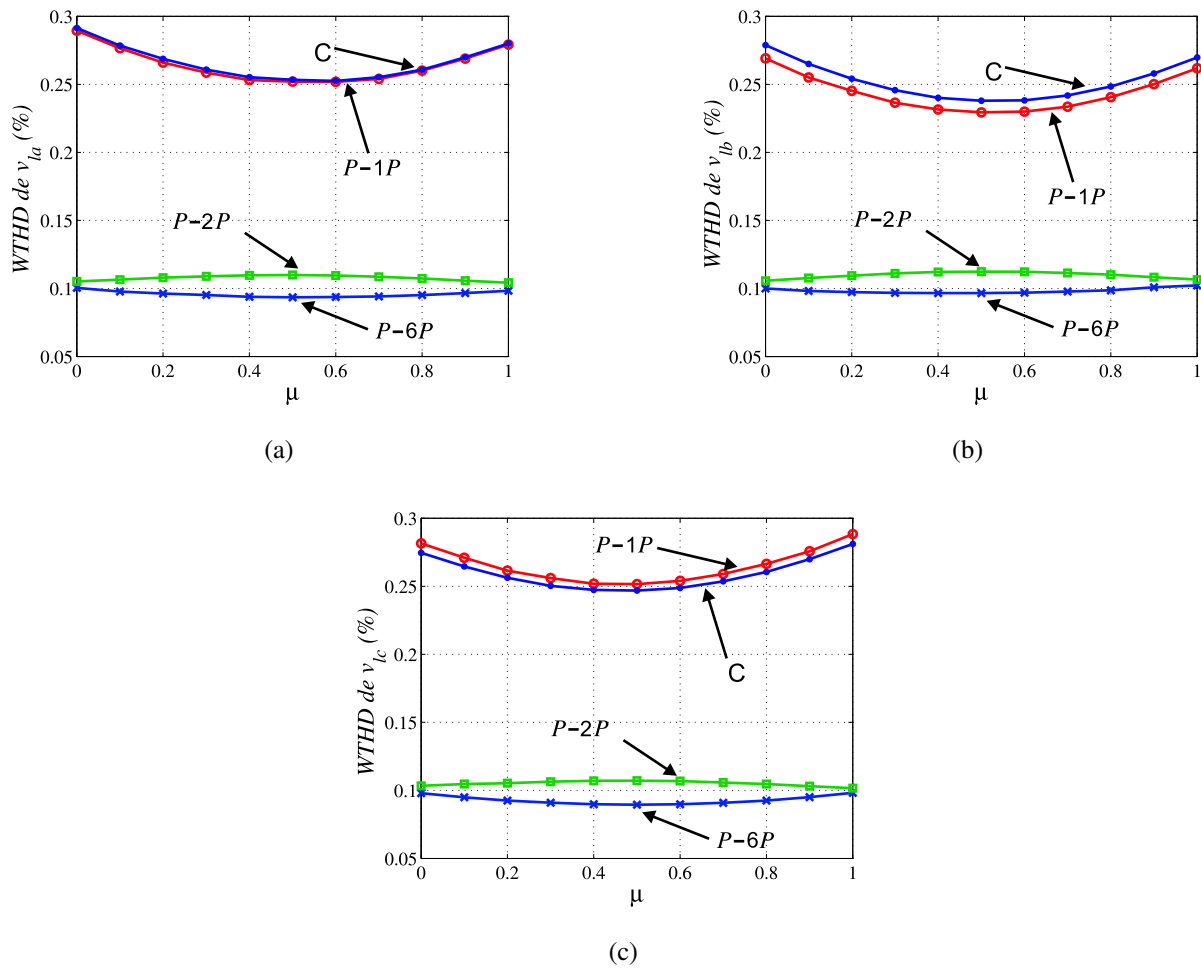 0.3
0.25
0.2
0.15
0.1
0.05
0 0.2 0.4 0.6 0.8 1
μ
WTHD de v_la (%)
C
P-1P
P-2P
P-6P
(a)
0.3
0.25
0.2
0.15
0.1
0.05
0 0.2 0.4 0.6 0.8 1
μ
WTHD de v_lb (%)
C
P-1P
P-2P
P-6P
(b)
0.3
0.25
0.2
0.15
0.1
0.05
0 0.2 0.4 0.6 0.8 1
μ
WTHD de v_lc (%)
P-1P
C
P-2P
P-6P
(c)